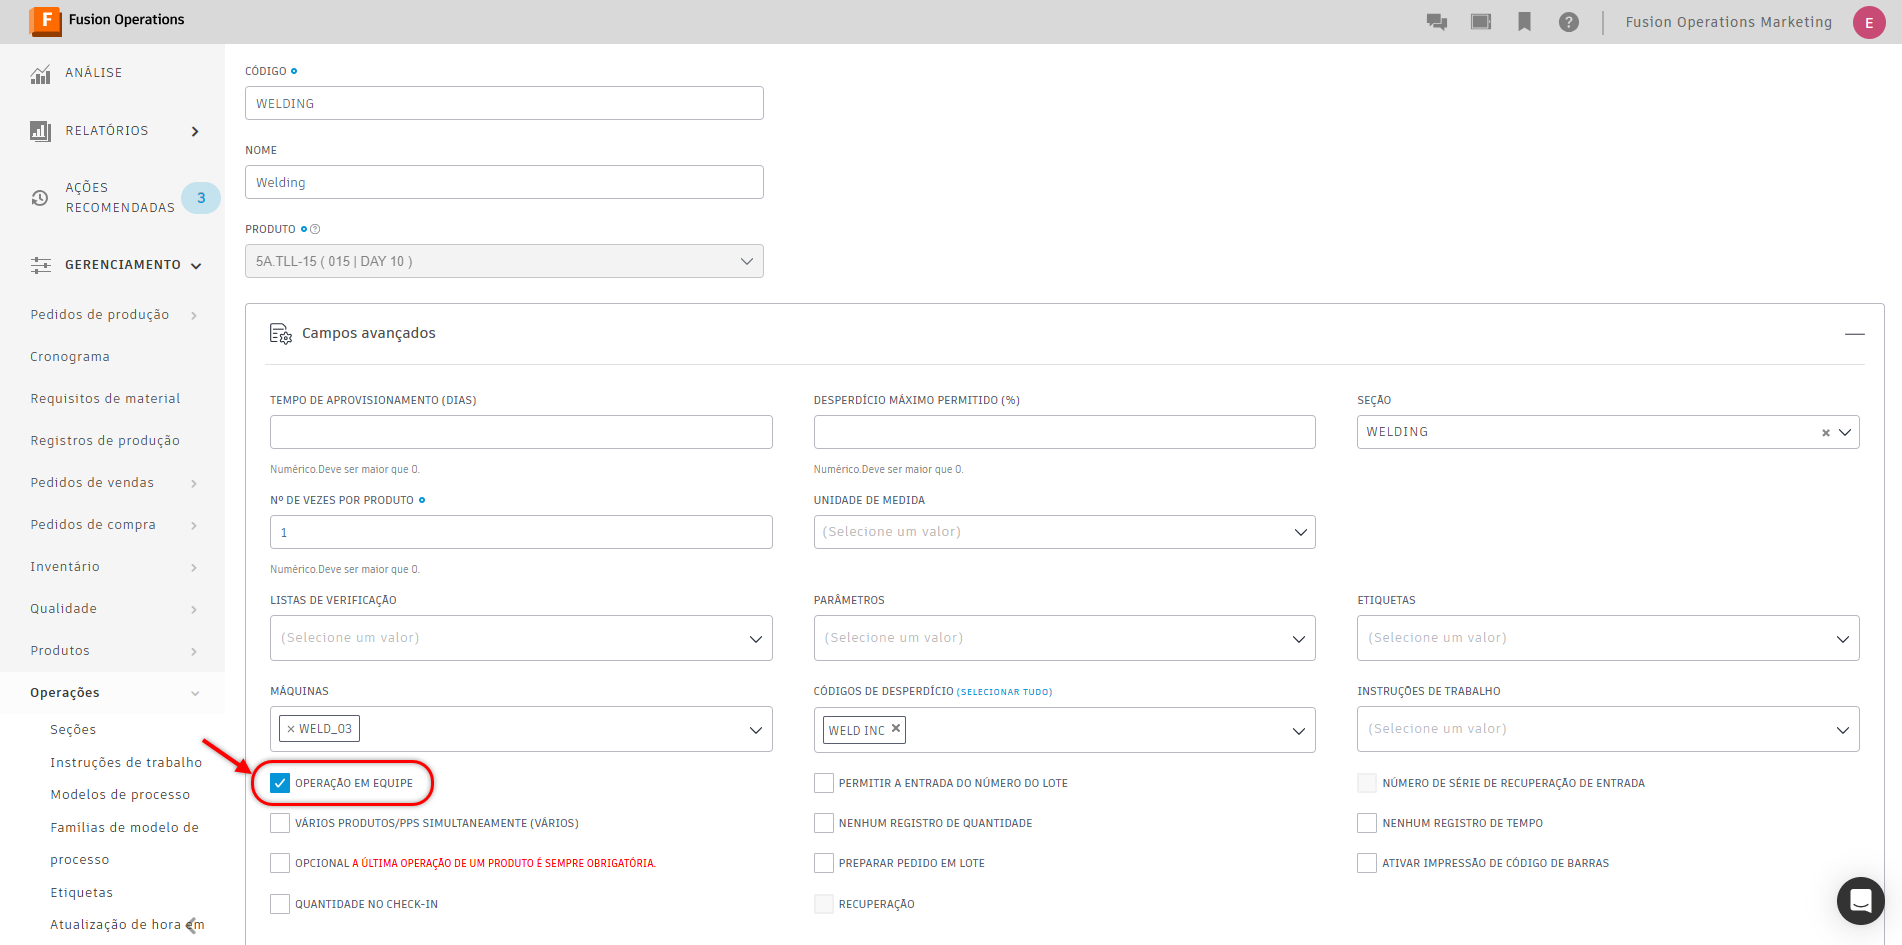 F Fusion Operations
? Fusion Operations Marketing E
ANÁLISE
RELATÓRIOS
AÇÕES
RECOMENDADAS
3
GERENCIAMENTO
Pedidos de produção
Cronograma
Requisitos de material
Registros de produção
Pedidos de vendas
Pedidos de compra
Inventário
Qualidade
Produtos
Operações
Seções
Instruções de trabalho
Modelos de processo
Famílias de modelo de
processo
Etiquetas
Atualização de hora em
CÓDIGO
WELDING
NOME
Welding
PRODUTO ?
5A.TLL-15 ( 015 | DAY 10 )
Campos avançados
TEMPO DE APROVISIONAMENTO (DIAS)
Numérico.Deve ser maior que 0.
DESPERDÍCIO MÁXIMO PERMITIDO (%)
Numérico.Deve ser maior que 0.
SEÇÃO
WELDING ×
Nº DE VEZES POR PRODUTO
1
Numérico.Deve ser maior que 0.
UNIDADE DE MEDIDA
(Selecione um valor)
LISTAS DE VERIFICAÇÃO
(Selecione um valor)
PARÂMETROS
(Selecione um valor)
ETIQUETAS
(Selecione um valor)
MÁQUINAS
× WELD_03
CÓDIGOS DE DESPERDÍCIO (SELECIONAR TUDO)
WELD INC ×
INSTRUÇÕES DE TRABALHO
(Selecione um valor)
OPERAÇÃO EM EQUIPE
PERMITIR A ENTRADA DO NÚMERO DO LOTE
NÚMERO DE SÉRIE DE RECUPERAÇÃO DE ENTRADA
VÁRIOS PRODUTOS/PPS SIMULTANEAMENTE (VÁRIOS)
NENHUM REGISTRO DE QUANTIDADE
NENHUM REGISTRO DE TEMPO
OPCIONAL A ÚLTIMA OPERAÇÃO DE UM PRODUTO É SEMPRE OBRIGATÓRIA.
PREPARAR PEDIDO EM LOTE
ATIVAR IMPRESSÃO DE CÓDIGO DE BARRAS
QUANTIDADE NO CHECK-IN
RECUPERAÇÃO